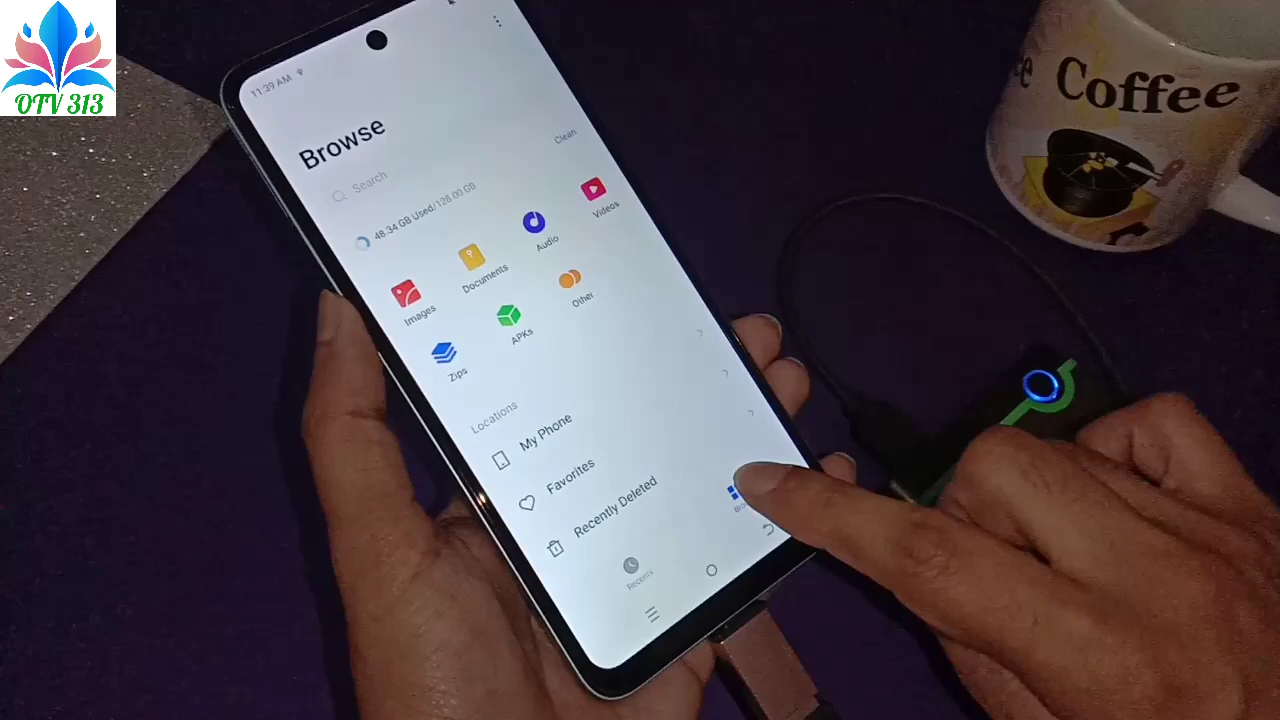 OTV 313
11:39 AM
Browse
Search
Clean
48.34 GB Used/128.00 GB
Images
Documents
Audio
Videos
Zips
APKs
Other
Locations
My Phone
Favorites
Recently Deleted
Recents
Coffee